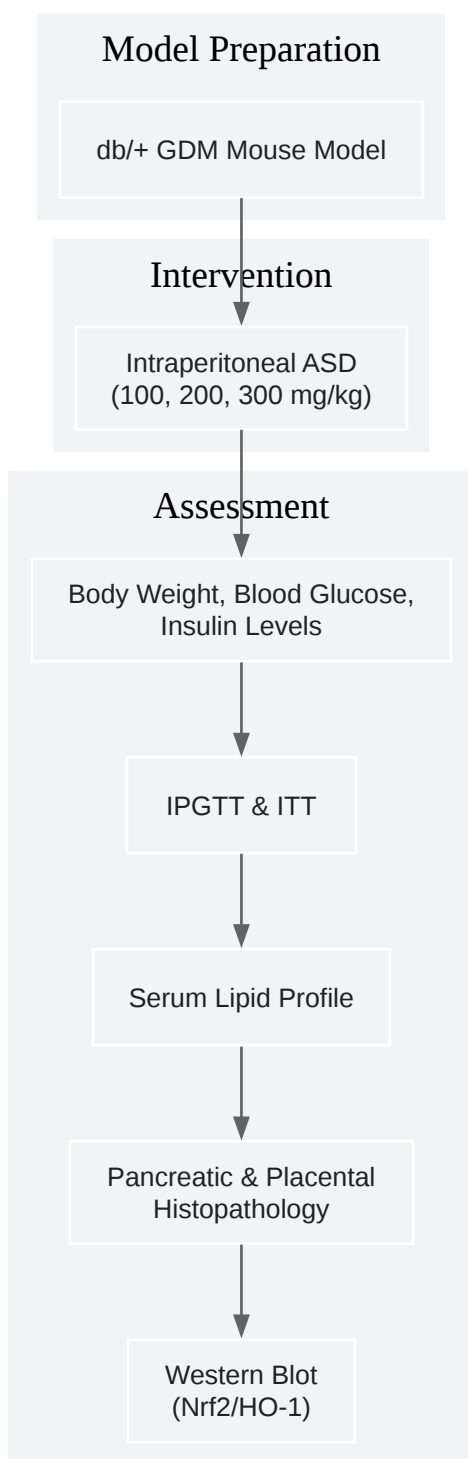 Model Preparation
db/+ GDM Mouse Model
Intervention
Intraperitoneal ASD
(100, 200, 300 mg/kg)
Assessment
Body Weight, Blood Glucose,
Insulin Levels
IPGTT & ITT
Serum Lipid Profile
Pancreatic & Placental
Histopathology
Western Blot
(Nrf2/HO-1)